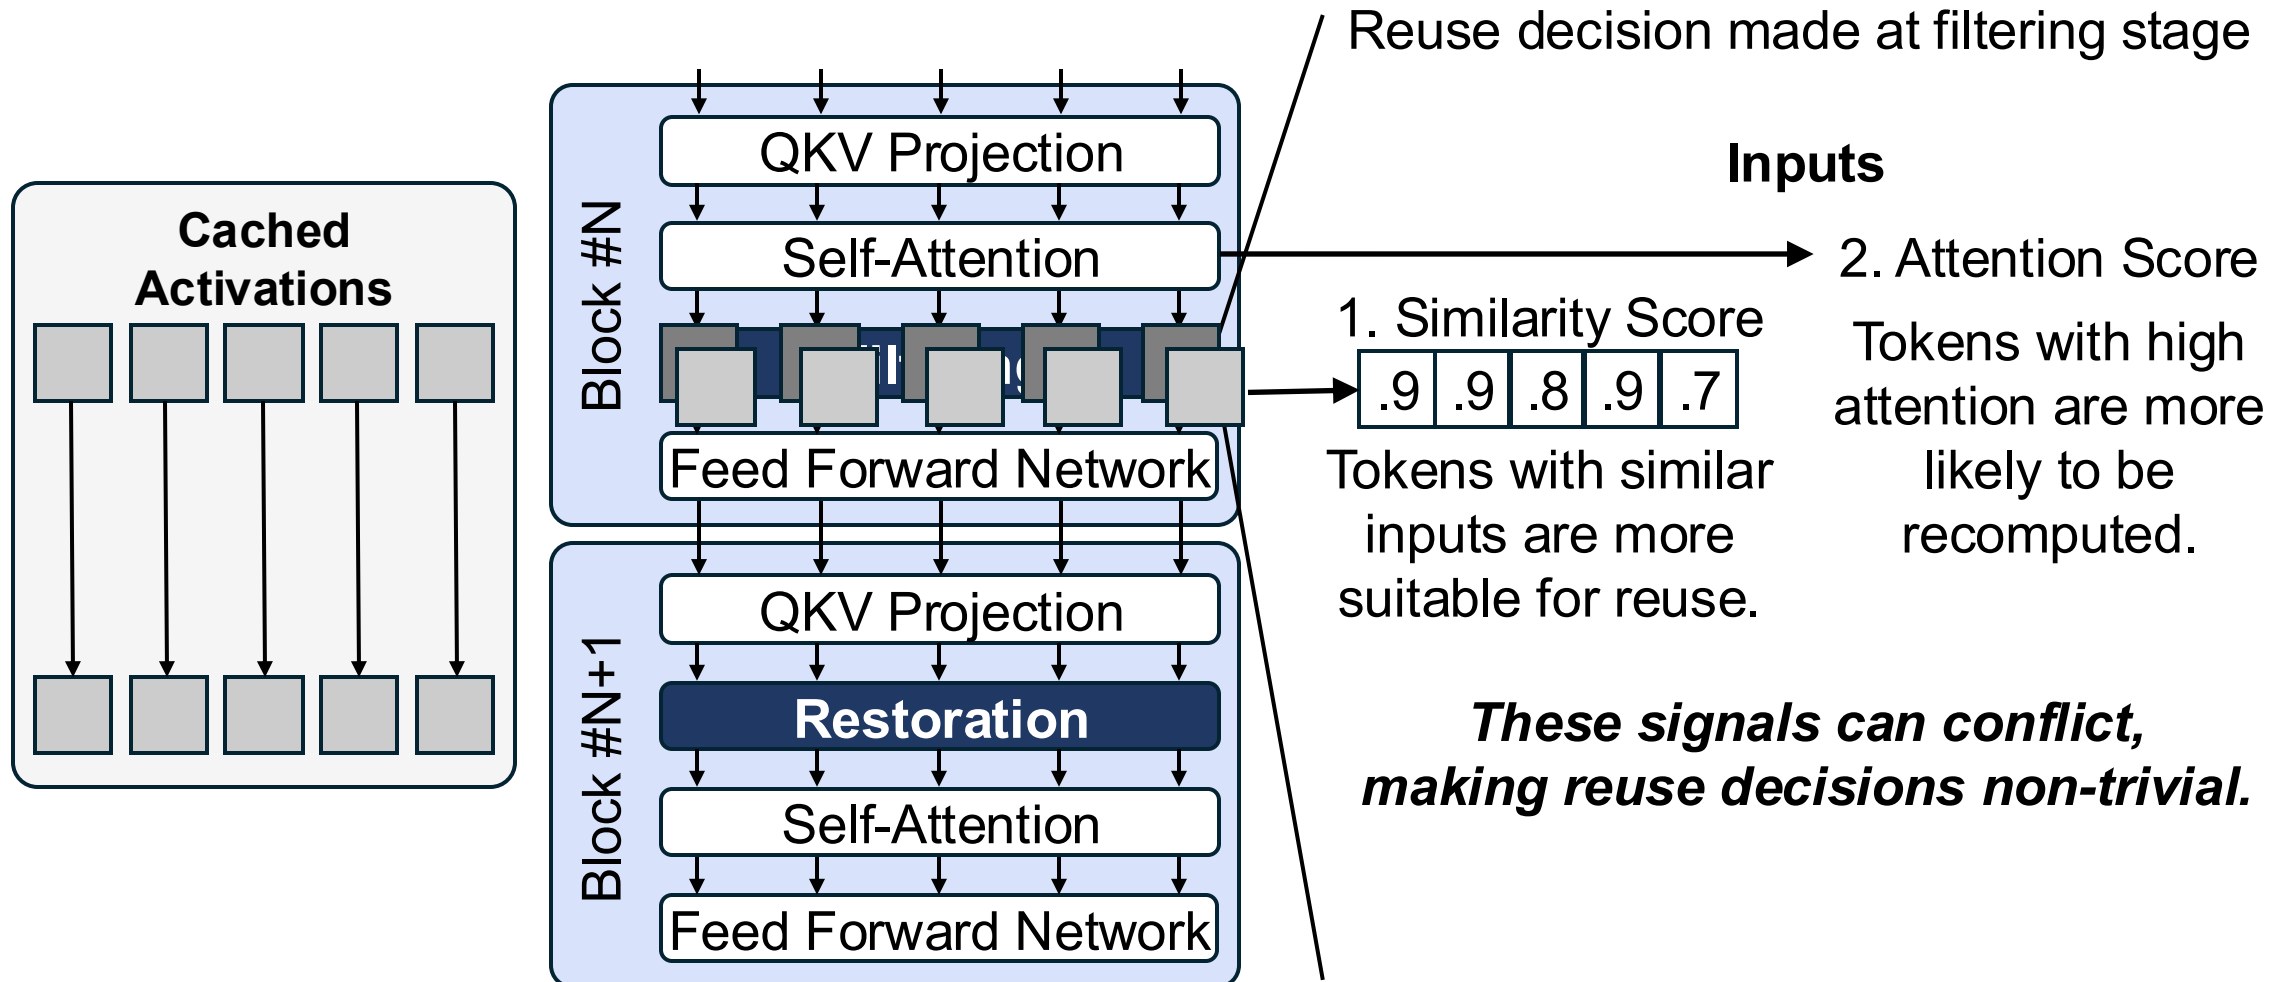 Reuse decision made at filtering stage
Cached
Activations
Block #N
QKV Projection
Self-Attention
Feed Forward Network
Block #N+1
QKV Projection
Restoration
Self-Attention
Feed Forward Network
Inputs
1. Similarity Score
.9 .9 .8 .9 .7
Tokens with similar
inputs are more
suitable for reuse.
2. Attention Score
Tokens with high
attention are more
likely to be
recomputed.
These signals can conflict,
making reuse decisions non-trivial.